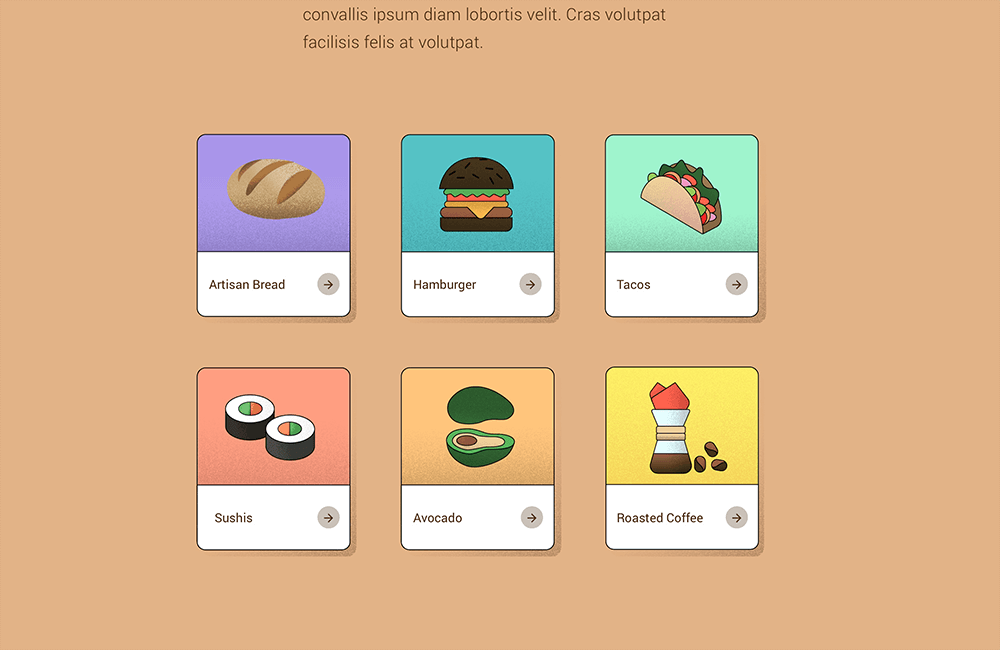 convallis ipsum diam lobortis velit. Cras volutpat
facilisis felis at volutpat.
Artisan Bread
Hamburger
Tacos
Sushis
Avocado
Roasted Coffee